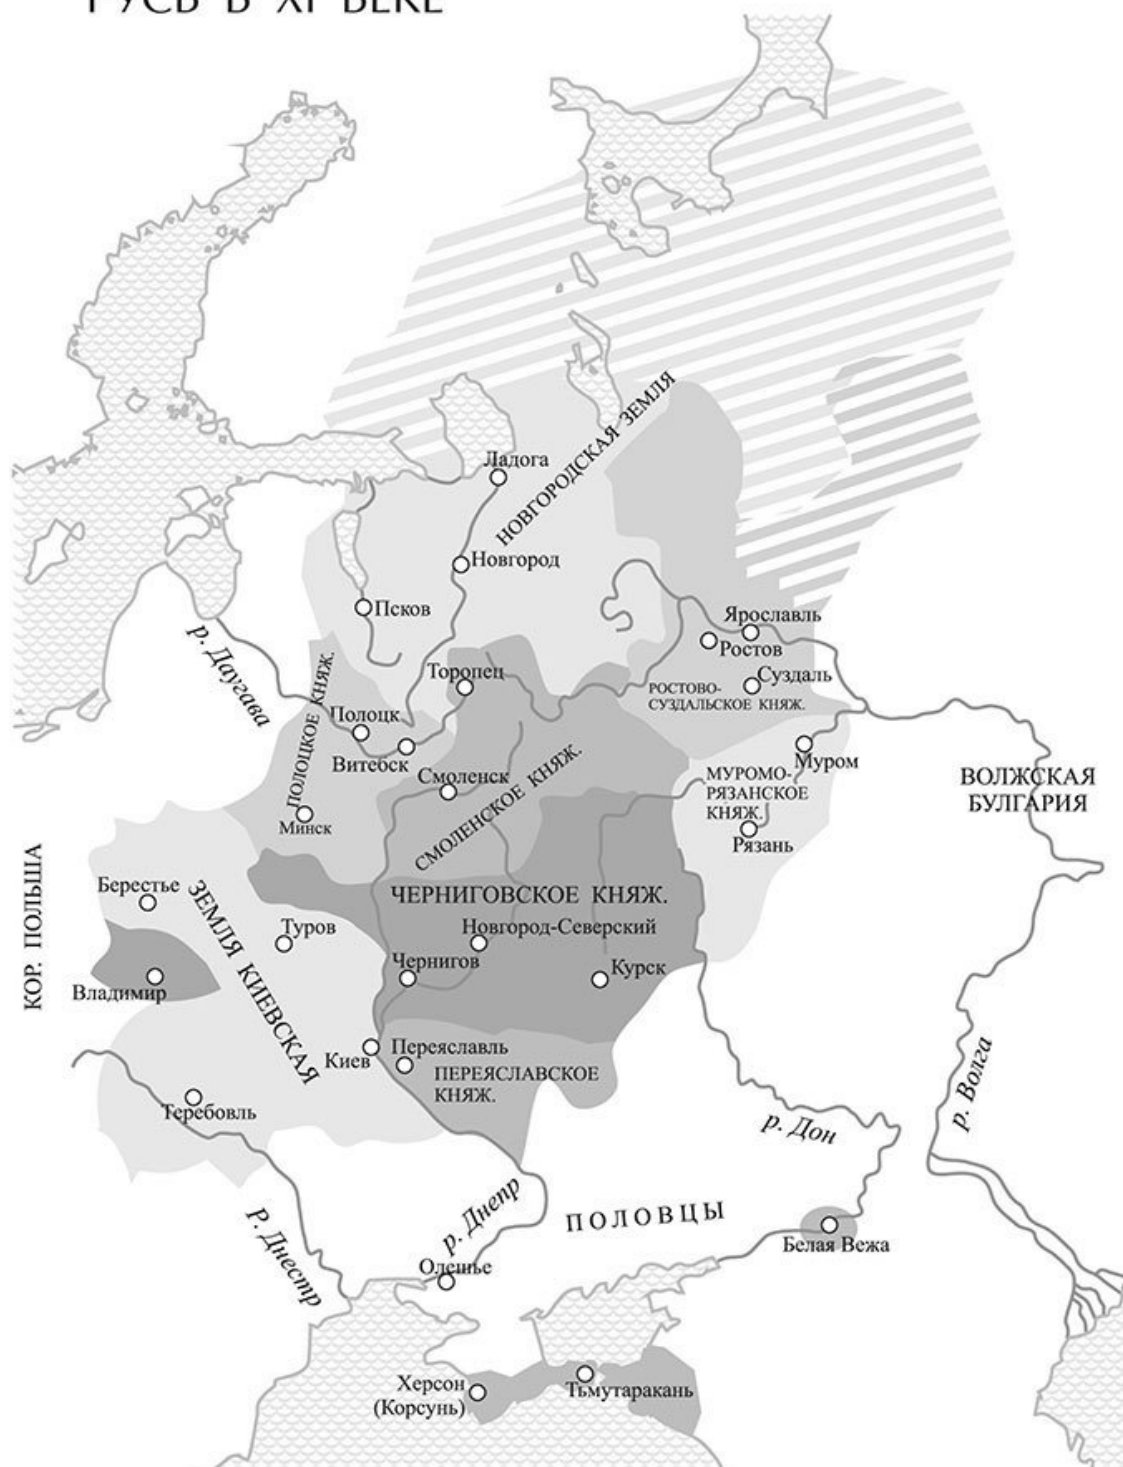 РУСЬ В XI ВЕКЕ
Ладога
НОВГОРОДСКАЯ ЗЕМЛЯ
Новгород
Псков
Ярославль
Ростов
р. Даугава
Торопец
Суздаль
РОСТОВО-
СУЗДАЛЬСКОЕ КНЯЖ.
ПОЛОЦКОЕ КНЯЖ.
Полоцк
Витебск
Муром
Смоленск
СМОЛЕНСКОЕ КНЯЖ.
МУРОМО-
РЯЗАНСКОЕ
КНЯЖ.
ВОЛЖСКАЯ
БУЛГАРИЯ
Минск
Рязань
КОР. ПОЛЬША
Берестье
ЗЕМЛЯ КИЕВСКАЯ
ЧЕРНИГОВСКОЕ КНЯЖ.
Туров
Новгород-Северский
Чернигов
Курск
Владимир
Киев
Переяславль
ПЕРЕЯСЛАВСКОЕ
КНЯЖ.
р. Волга
Теребовль
р. Дон
Р. Днестр
р. Днепр
ПОЛОВЦЫ
Белая Вежа
Олешье
Херсон
(Корсунь)
Тьмутаракань